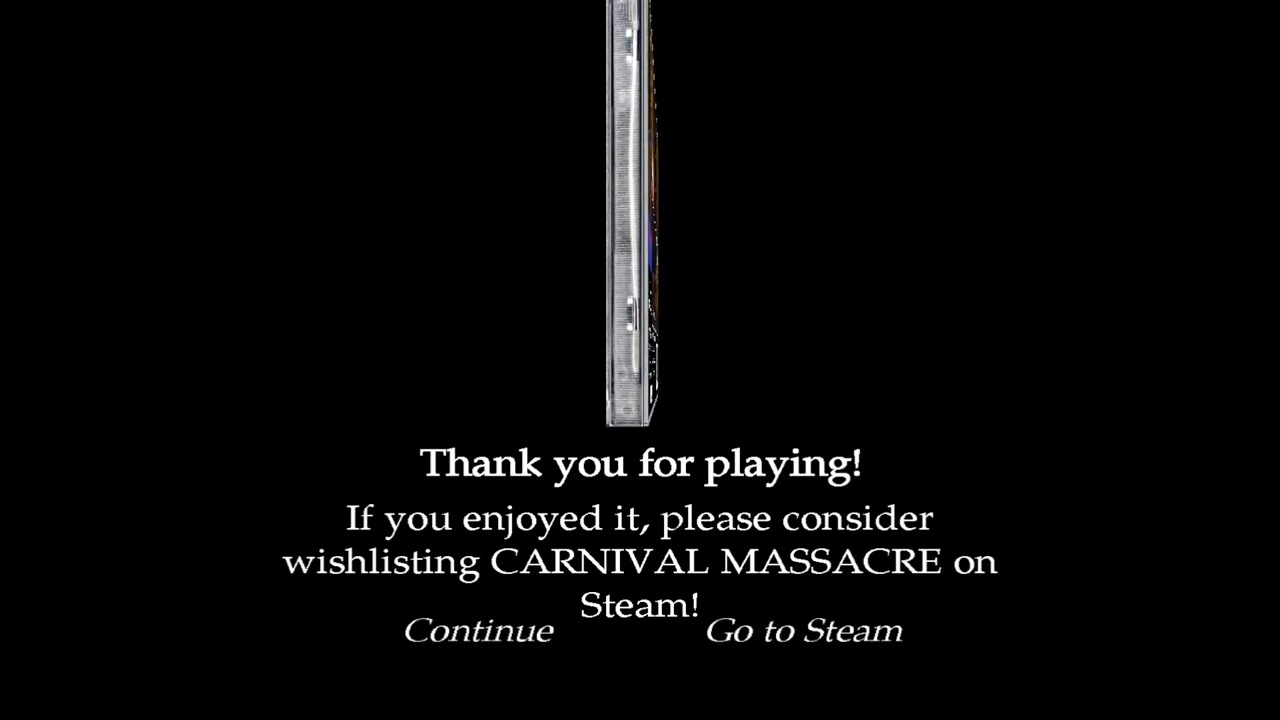 Thank you for playing!
If you enjoyed it, please consider
wishlisting CARNIVAL MASSACRE on
Steam!
Continue Go to Steam